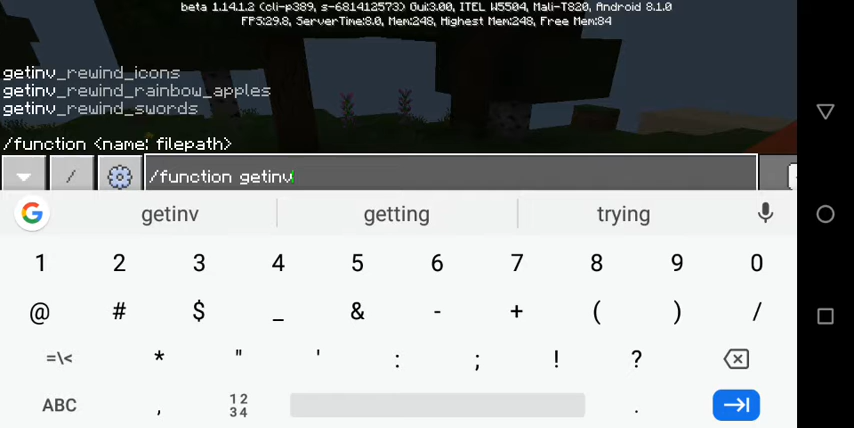 beta 1.14.1.2 (cli-p389, s-681412573) Gui:3.00, ITEL W5504, Mali-T820, Android 8.1.0
FPS:29.8, ServerTime:8.0, Mem:248, Highest Mem:248, Free Mem:84
getinv_rewind_icons
getinv_rewind_rainbow_apples
getinv_rewind_swords
/function <name: filepath>
/ /function getinv
G getinv getting trying
1 2 3 4 5 6 7 8 9 0
@ # $ _ & - + ( ) /
=\< * " ' : ; ! ?
ABC , 12 34 .